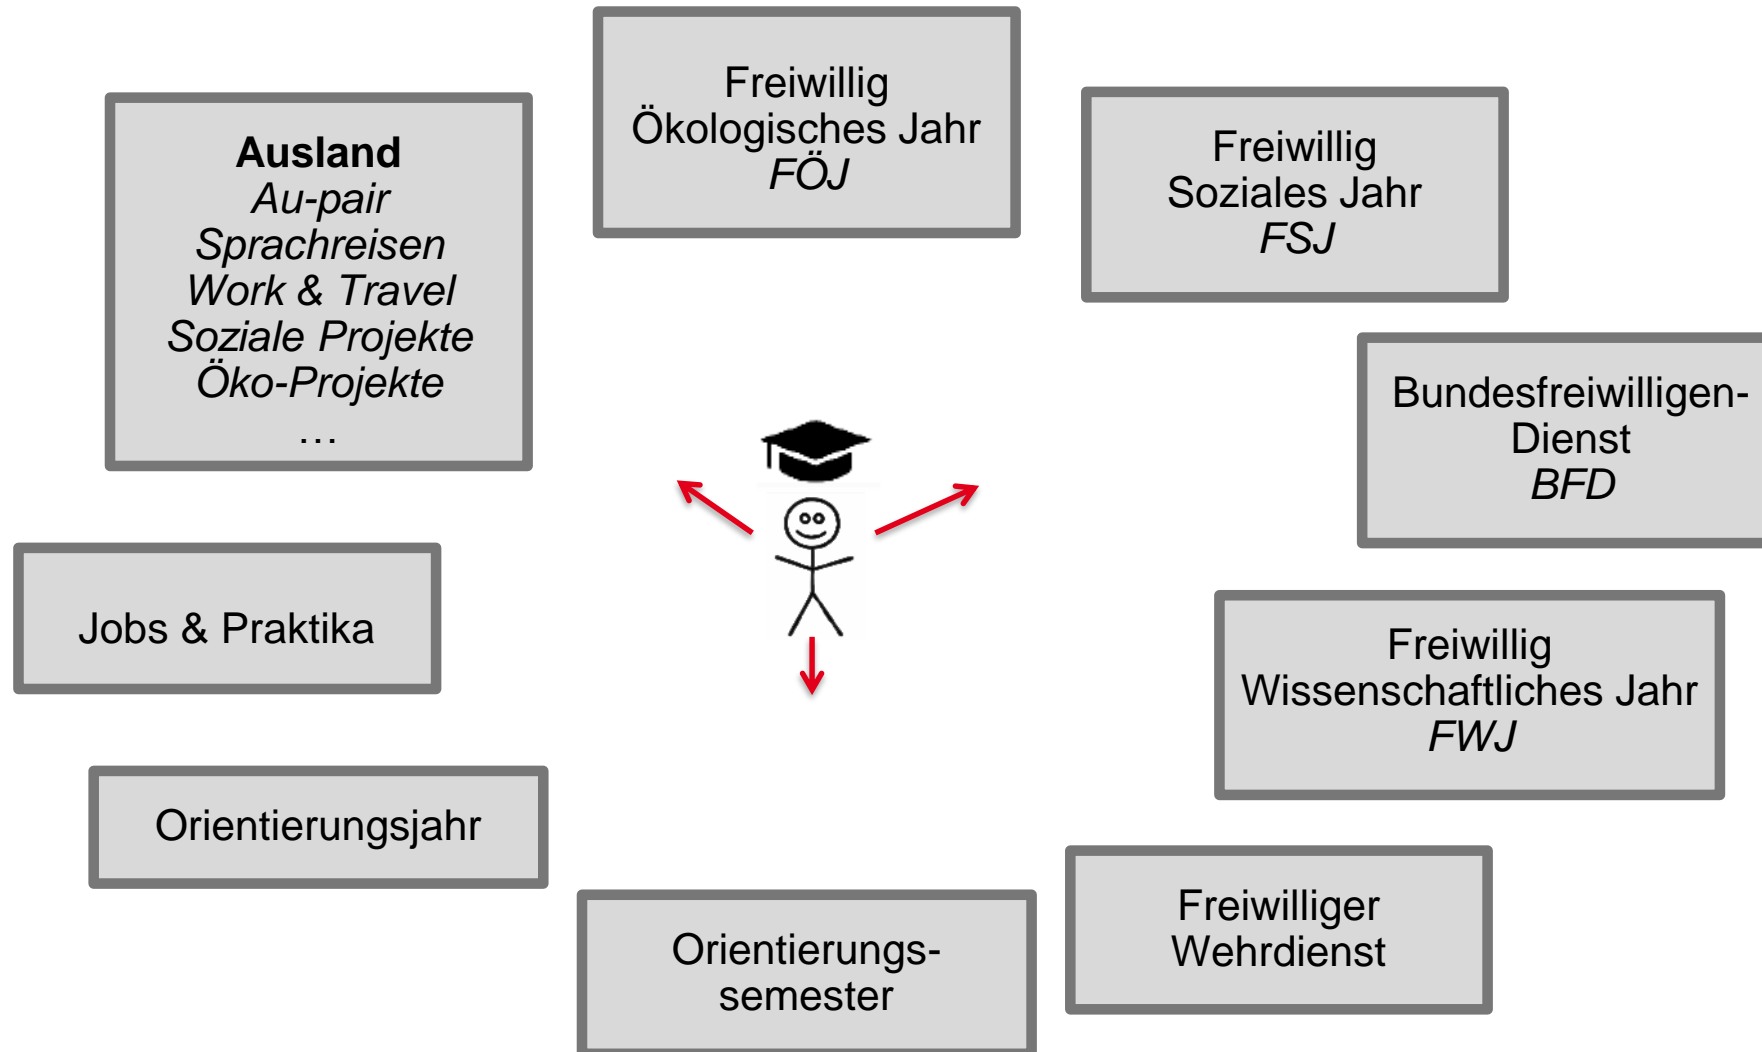 Freiwillig
Ökologisches Jahr
FÖJ
Freiwillig
Soziales Jahr
FSJ
Bundesfreiwilligen-
Dienst
BFD
Freiwillig
Wissenschaftliches Jahr
FWJ
Freiwilliger
Wehrdienst
Orientierungs-
semester
Orientierungsjahr
Jobs & Praktika
Ausland
Au-pair
Sprachreisen
Work & Travel
Soziale Projekte
Öko-Projekte
…